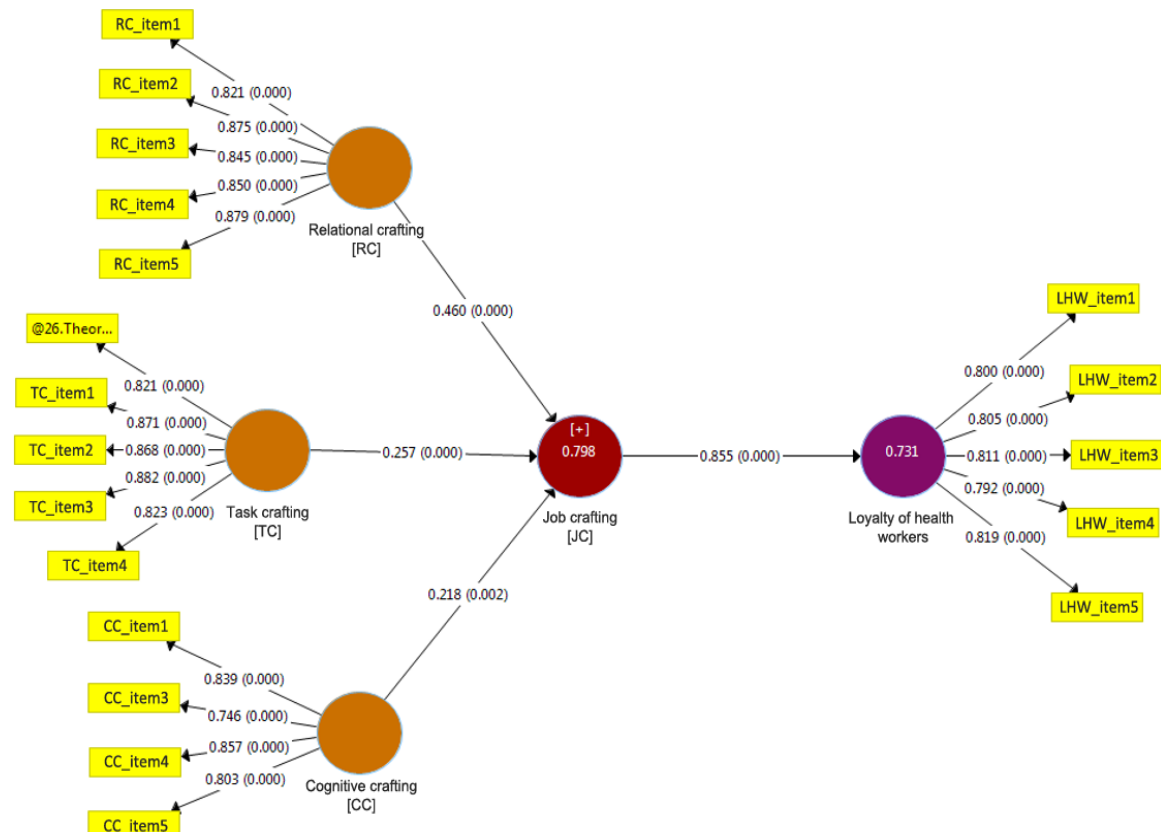 RC_item1
RC_item2
RC_item3
RC_item4
RC_item5
0.821 (0.000)
0.875 (0.000)
0.845 (0.000)
0.850 (0.000)
0.879 (0.000)
Relational crafting
[RC]
0.460 (0.000)
@26.Theor...
TC_item1
TC_item2
TC_item3
TC_item4
0.821 (0.000)
0.871 (0.000)
0.868 (0.000)
0.882 (0.000)
0.823 (0.000)
Task crafting
[TC]
0.257 (0.000)
[+]
0.798
Job crafting
[JC]
0.855 (0.000)
0.731
Loyalty of health
workers
LHW_item1
LHW_item2
LHW_item3
LHW_item4
LHW_item5
0.800 (0.000)
0.805 (0.000)
0.811 (0.000)
0.792 (0.000)
0.819 (0.000)
0.218 (0.002)
CC_item1
CC_item3
CC_item4
CC_item5
0.839 (0.000)
0.746 (0.000)
0.857 (0.000)
0.803 (0.000)
Cognitive crafting
[CC]